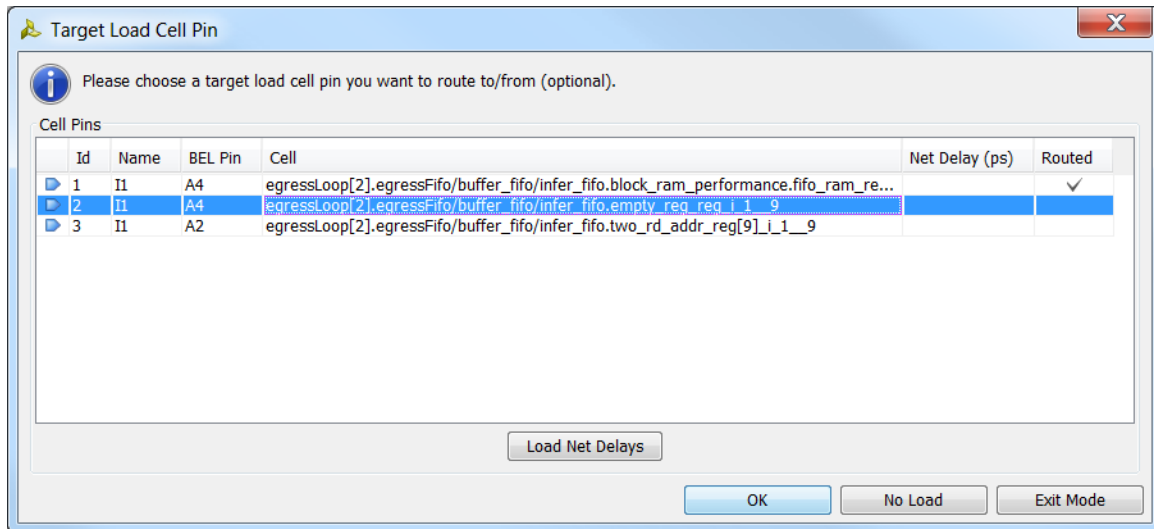 Target Load Cell Pin
Please choose a target load cell pin you want to route to/from (optional).
Cell Pins
Id Name BEL Pin Cell Net Delay (ps) Routed
1 I1 A4 egressLoop[2].egressFifo/buffer_fifo/infer_fifo.block_ram_performance.fifo_ram_re...
2 I1 A4 egressLoop[2].egressFifo/buffer_fifo/infer_fifo.empty_reg_reg_i_1__9
3 I1 A2 egressLoop[2].egressFifo/buffer_fifo/infer_fifo.two_rd_addr_reg[9]_i_1__9
Load Net Delays
OK No Load Exit Mode